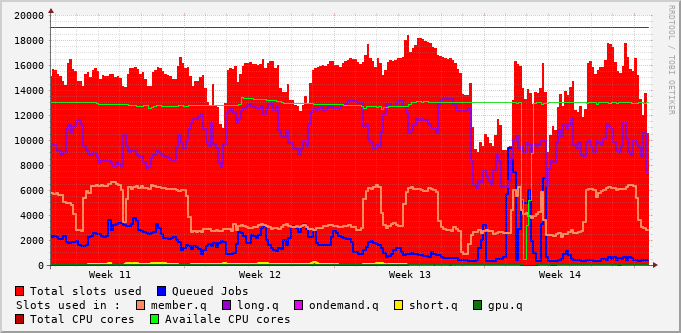 RRDTOOL / TOBI OETIKER
20000
18000
16000
14000
12000
10000
8000
6000
4000
2000
0
Week 11 Week 12 Week 13 Week 14
Total slots used Queued Jobs
Slots used in : member.q long.q ondemand.q short.q gpu.q
Total CPU cores Availale CPU cores